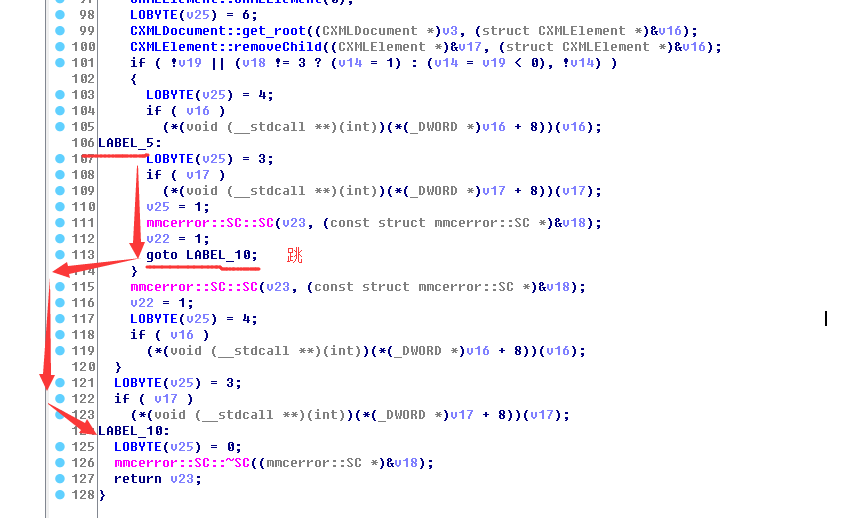 97 CXMLElement::CXMLElement(0);
98 LOBYTE(v25) = 6;
99 CXMLDocument::get_root((CXMLDocument *)v3, (struct CXMLElement *)&v16);
100 CXMLElement::removeChild((CXMLElement *)&v17, (struct CXMLElement *)&v16);
101 if ( !v19 || (v18 != 3 ? (v14 = 1) : (v14 = v19 < 0), !v14) )
102 {
103 LOBYTE(v25) = 4;
104 if ( v16 )
105 (*(void (__stdcall **)(int))(*(_DWORD *)v16 + 8))(v16);
106 LABEL_5:
107 LOBYTE(v25) = 3;
108 if ( v17 )
109 (*(void (__stdcall **)(int))(*(_DWORD *)v17 + 8))(v17);
110 v25 = 1;
111 mmcerror::SC::SC(v23, (const struct mmcerror::SC *)&v18);
112 v22 = 1;
113 goto LABEL_10; 跳
114 }
115 mmcerror::SC::SC(v23, (const struct mmcerror::SC *)&v18);
116 v22 = 1;
117 LOBYTE(v25) = 4;
118 if ( v16 )
119 (*(void (__stdcall **)(int))(*(_DWORD *)v16 + 8))(v16);
120 }
121 LOBYTE(v25) = 3;
122 if ( v17 )
123 (*(void (__stdcall **)(int))(*(_DWORD *)v17 + 8))(v17);
LABEL_10:
125 LOBYTE(v25) = 0;
126 mmcerror::SC::~SC((mmcerror::SC *)&v18);
127 return v23;
128 }